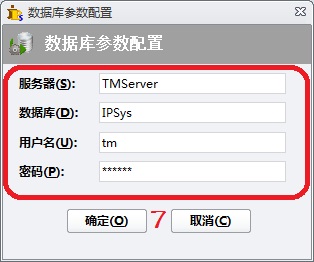 数据库参数配置
数据库参数配置
服务器(S): TMServer
数据库(D): IPSys
用户名(U): tm
密码(P): ******
确定(O) 7 取消(C)